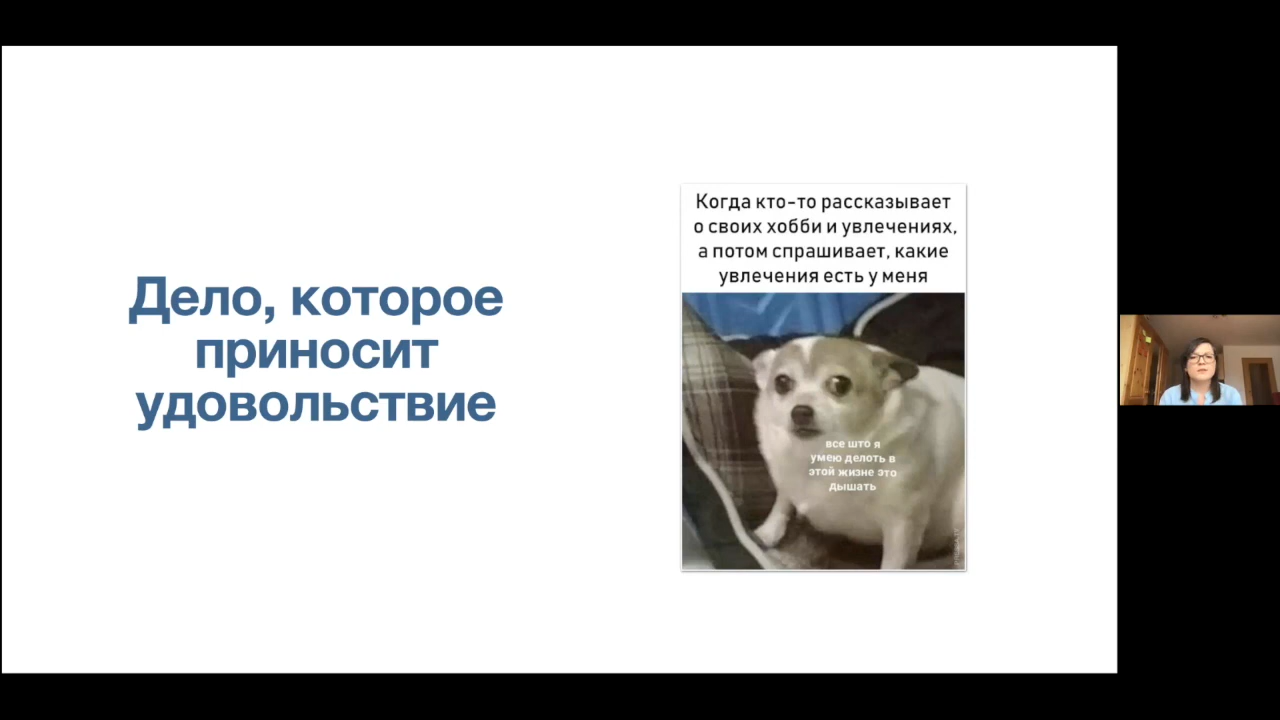 Дело, которое
приносит
удовольствие
Когда кто-то рассказывает
о своих хобби и увлечениях,
а потом спрашивает, какие
увлечения есть у меня
все што я
умею делоть в
этой жизне это
дышать